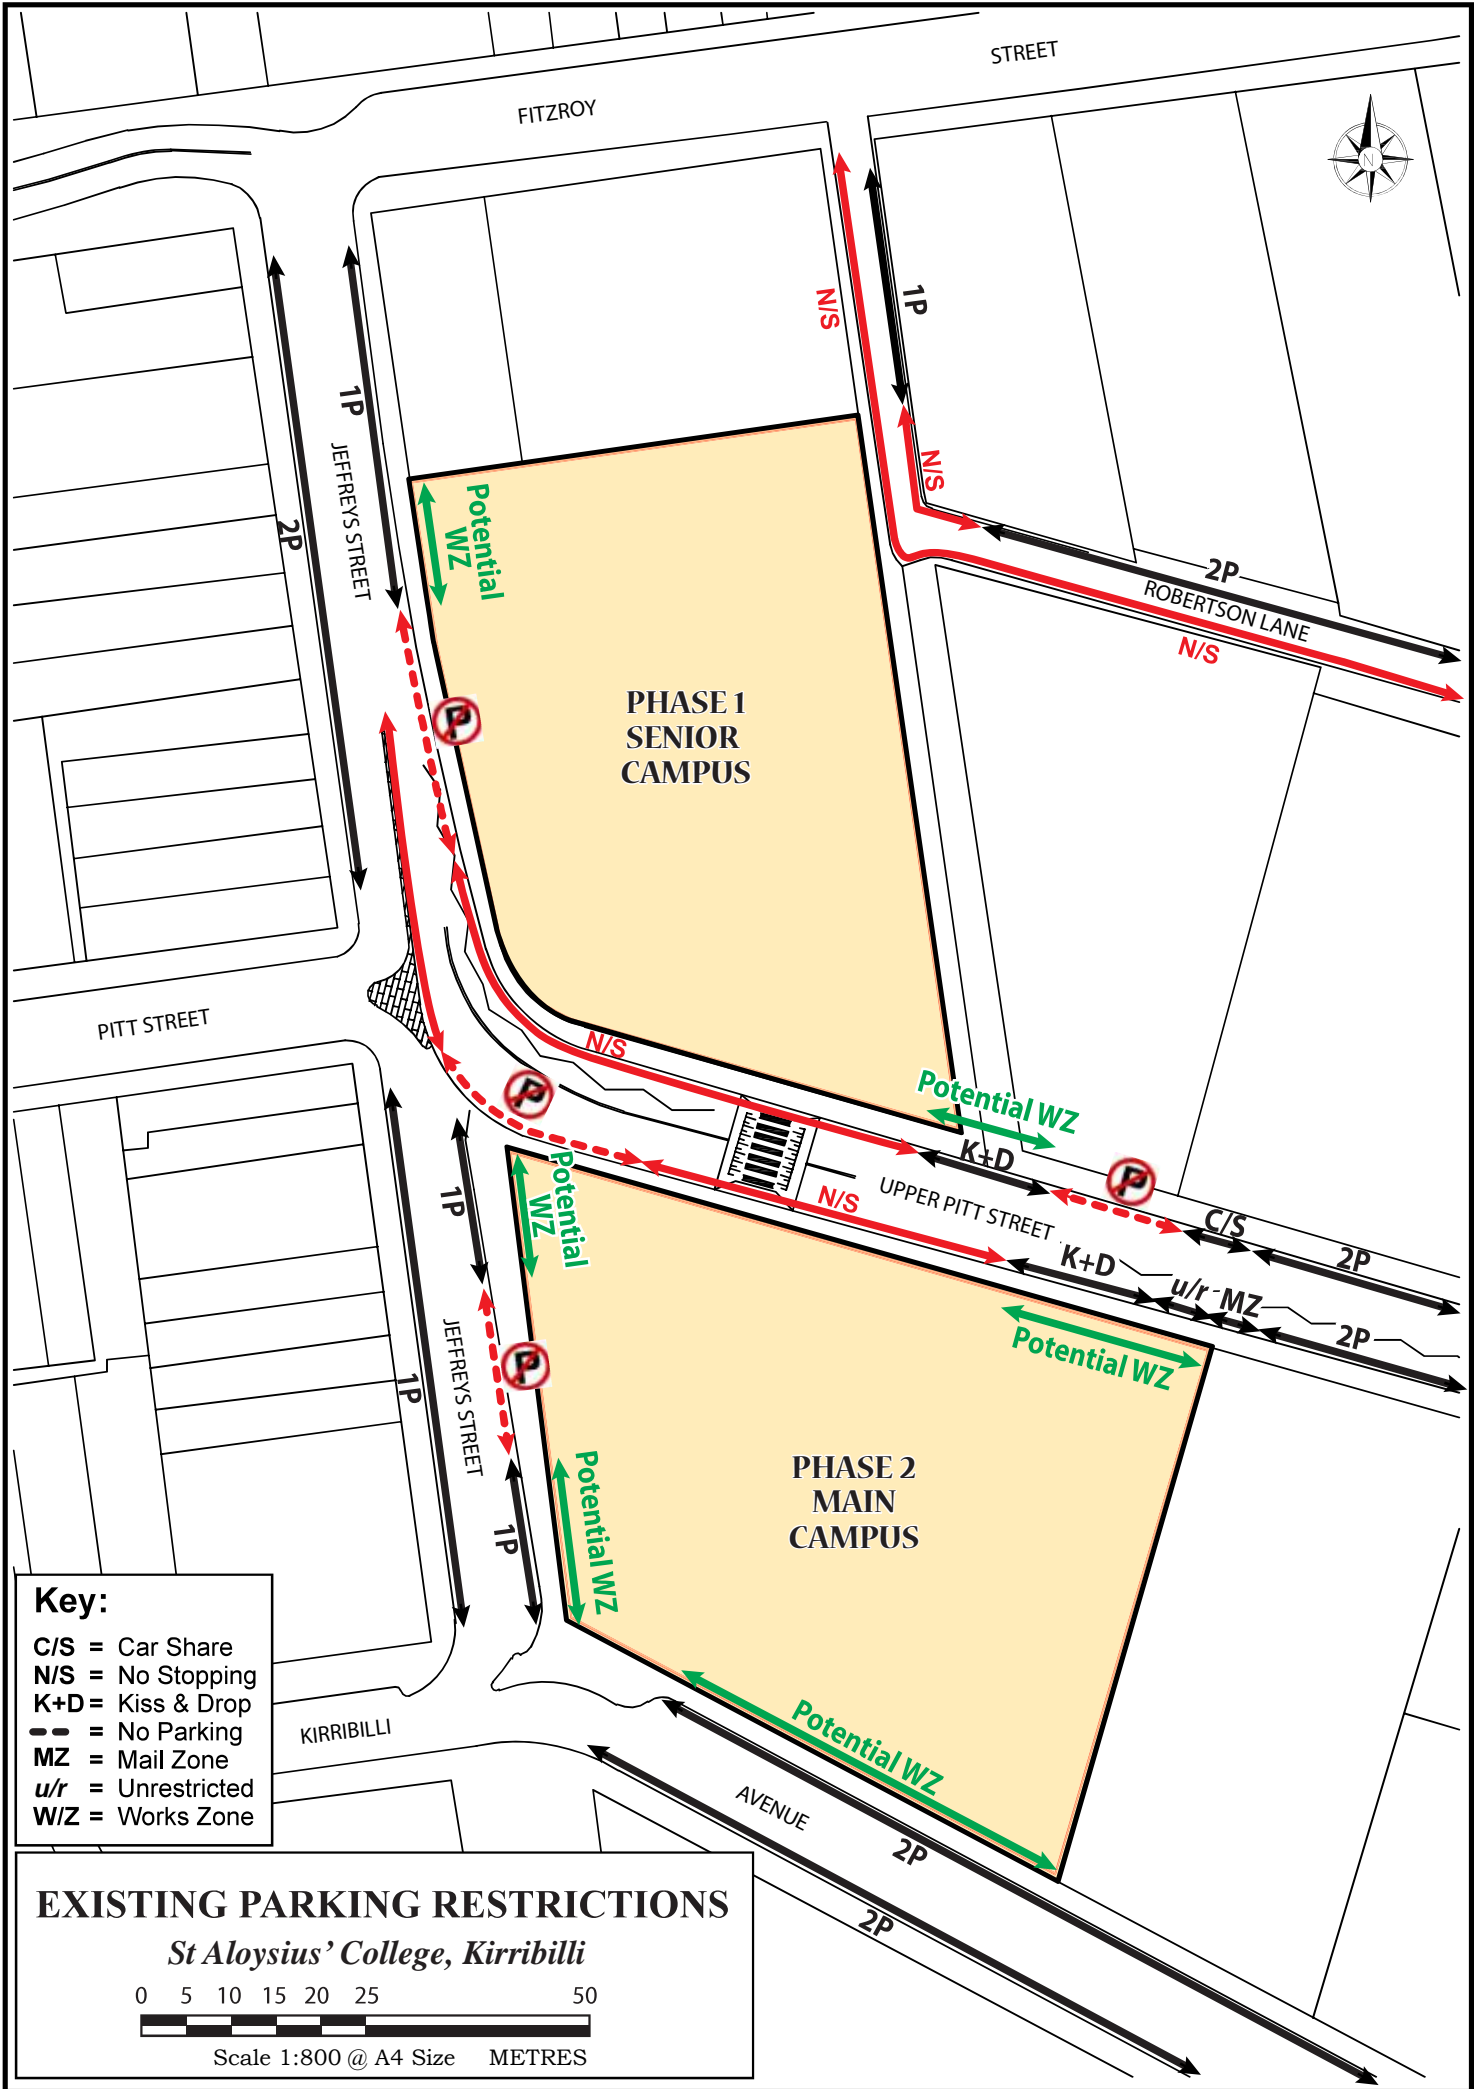 STREET
FITZROY
N
N/S
1P
1P
JEFFREYS STREET
2P
N/S
Potential
WZ
2P
ROBERTSON LANE
N/S
PHASE 1
SENIOR
CAMPUS
P
PITT STREET
N/S
P
Potential WZ
K+D
P
UPPER PITT STREET
C/S
2P
N/S
K+D
u/r
MZ
2P
Potential
WZ
1P
Potential WZ
JEFFREYS STREET
P
1P
1P
Potential WZ
PHASE 2
MAIN
CAMPUS
Potential WZ
KIRRIBILLI
AVENUE
2P
2P
Key:
C/S = Car Share
N/S = No Stopping
K+D = Kiss & Drop
= No Parking
MZ = Mail Zone
u/r = Unrestricted
W/Z = Works Zone
EXISTING PARKING RESTRICTIONS
St Aloysius' College, Kirribilli
0 5 10 15 20 25 50
Scale 1:800 @ A4 Size METRES